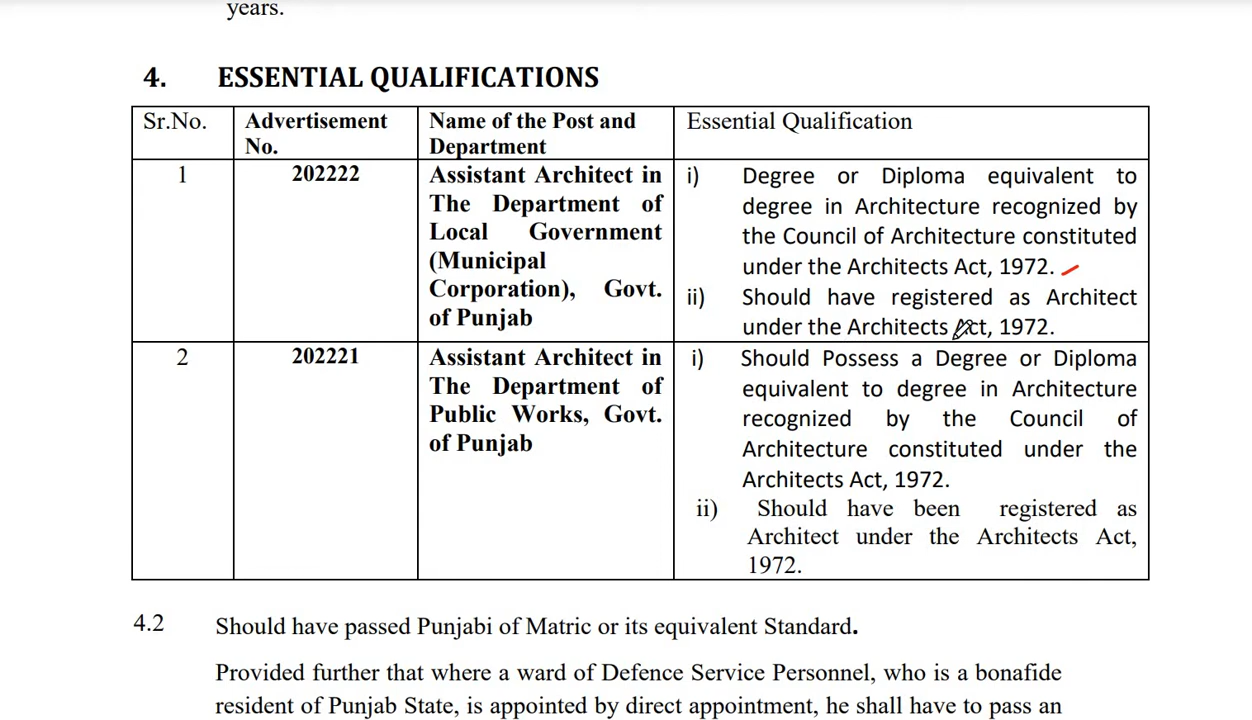 years.
4. ESSENTIAL QUALIFICATIONS
Sr.No.
Advertisement
No.
Name of the Post and
Department
Essential Qualification
1
202222
Assistant Architect in
The Department of
Local Government
(Municipal
Corporation), Govt.
of Punjab
i) Degree or Diploma equivalent to
degree in Architecture recognized by
the Council of Architecture constituted
under the Architects Act, 1972.
ii) Should have registered as Architect
under the Architects Act, 1972.
2
202221
Assistant Architect in
The Department of
Public Works, Govt.
of Punjab
i) Should Possess a Degree or Diploma
equivalent to degree in Architecture
recognized by the Council of
Architecture constituted under the
Architects Act, 1972.
ii) Should have been registered as
Architect under the Architects Act,
1972.
4.2 Should have passed Punjabi of Matric or its equivalent Standard.
Provided further that where a ward of Defence Service Personnel, who is a bonafide
resident of Punjab State, is appointed by direct appointment, he shall have to pass an